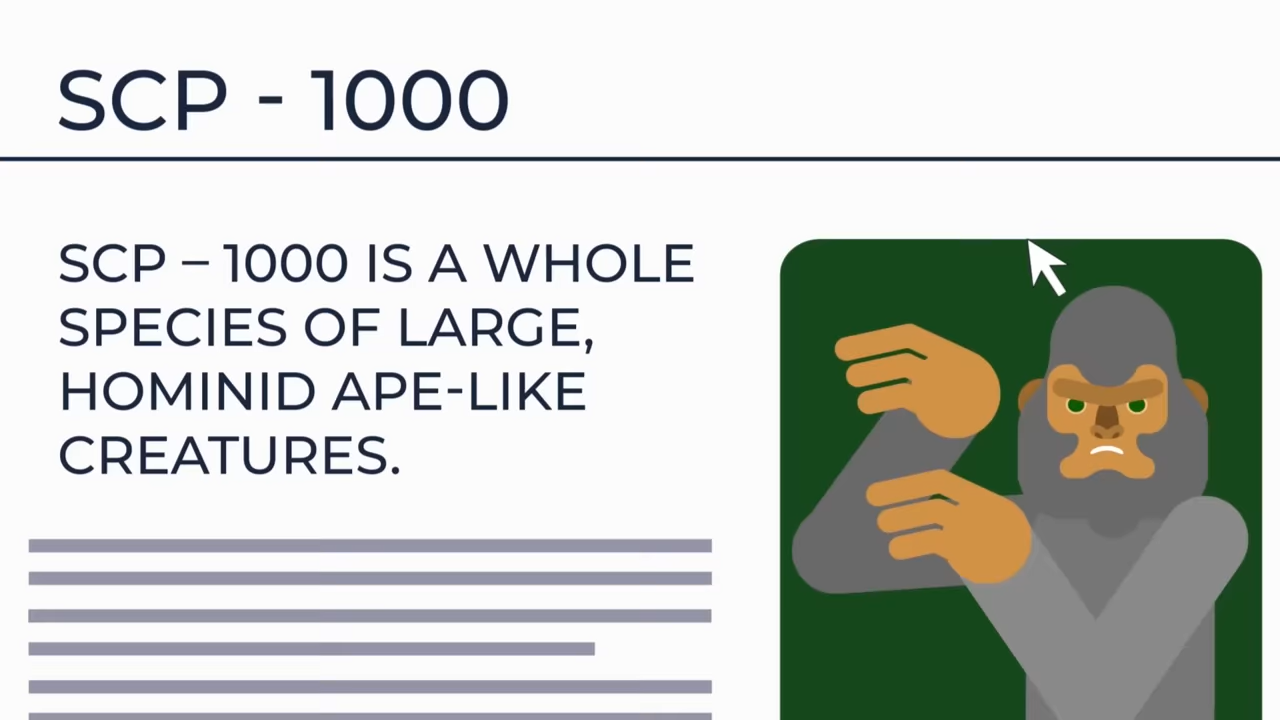 SCP - 1000
SCP – 1000 IS A WHOLE
SPECIES OF LARGE,
HOMINID APE-LIKE
CREATURES.